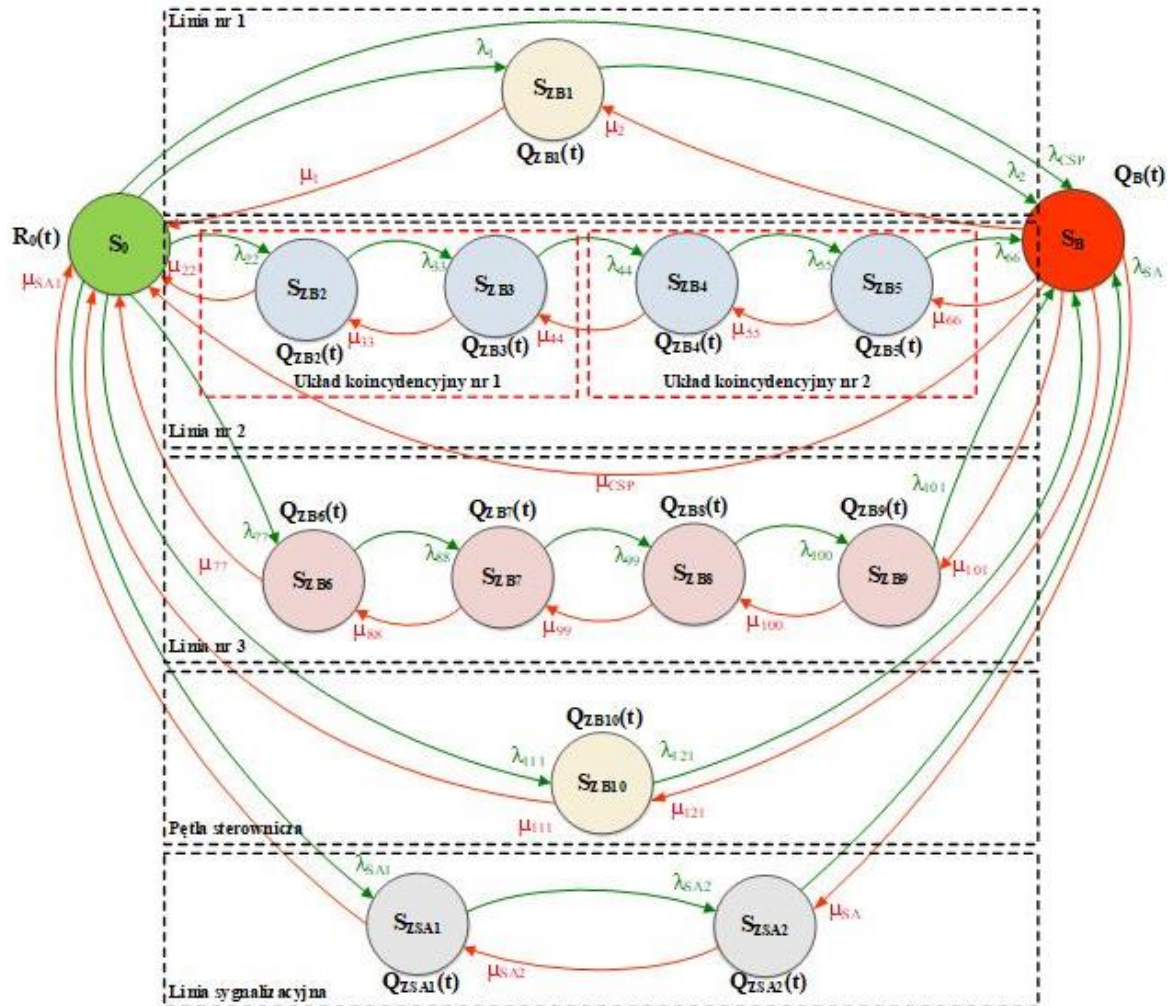 Linia nr 1
λ1
SZB1
μ2
QZB1(t)
μ1
λ2
λCSP
QB(t)
R0(t)
S0
SB
μSA1
μ22
λ22
SZB2
λ33
SZB3
λ44
SZB4
λ55
SZB5
λ66
λSA
QZB2(t)
μ33
QZB3(t)
μ44
QZB4(t)
μ55
QZB5(t)
μ66
Układ koincydencyjny nr 1
Układ koincydencyjny nr 2
Linia nr 2
μCSP
λ101
QZB6(t)
QZB7(t)
QZB8(t)
QZB9(t)
λ77
μ77
SZB6
λ88
SZB7
λ99
SZB8
λ100
SZB9
μ101
μ88
μ99
μ100
Linia nr 3
QZB10(t)
λ111
λ121
SZB10
μ111
μ121
Pętla sterownicza
λSA1
λSA2
μSA
SZSA1
SZSA2
μSA2
QZSA1(t)
QZSA2(t)
Linia sygnalizacyjna